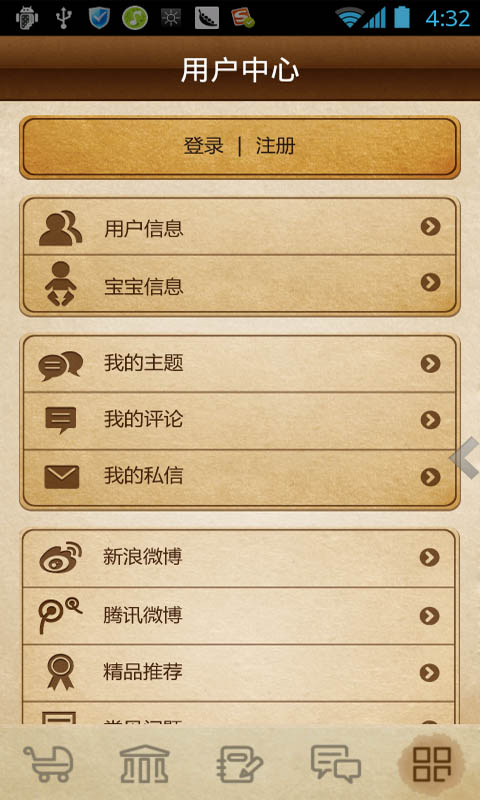 4:32
用户中心
登录 | 注册
用户信息
宝宝信息
我的主题
我的评论
我的私信
新浪微博
腾讯微博
精品推荐